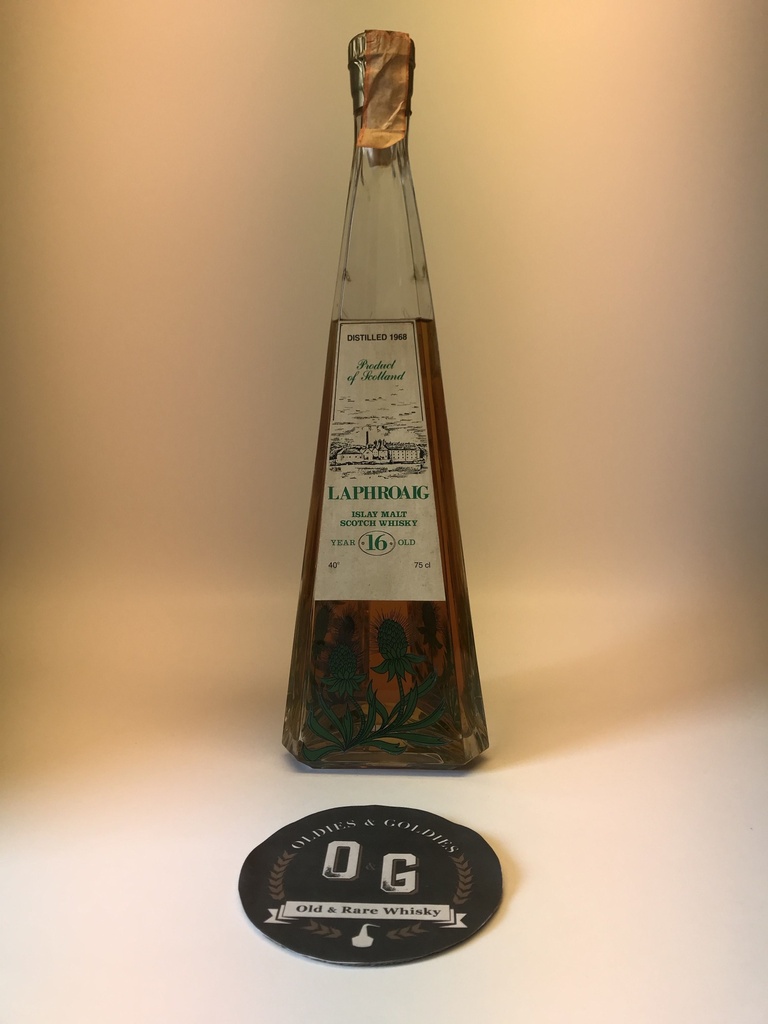 DISTILLED 1968
Product
of Scotland
LAPHROAIG
ISLAY MALT
SCOTCH WHISKY
YEAR 16 OLD
40° 75 cl
OLDIES & GOLDIES
O & G
Old & Rare Whisky